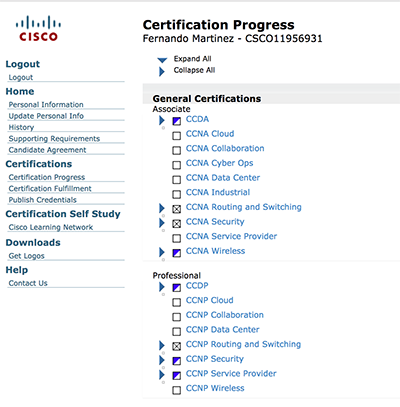 CISCO
Logout
Logout
Home
Personal Information
Update Personal Info
History
Supporting Requirements
Candidate Agreement
Certifications
Certification Progress
Certification Fulfillment
Publish Credentials
Certification Self Study
Cisco Learning Network
Downloads
Get Logos
Help
Contact Us
Certification Progress
Fernando Martinez - CSCO11956931
Expand All
Collapse All
General Certifications
Associate
CCDA
CCNA Cloud
CCNA Collaboration
CCNA Cyber Ops
CCNA Data Center
CCNA Industrial
CCNA Routing and Switching
CCNA Security
CCNA Service Provider
CCNA Wireless
Professional
CCDP
CCNP Cloud
CCNP Collaboration
CCNP Data Center
CCNP Routing and Switching
CCNP Security
CCNP Service Provider
CCNP Wireless